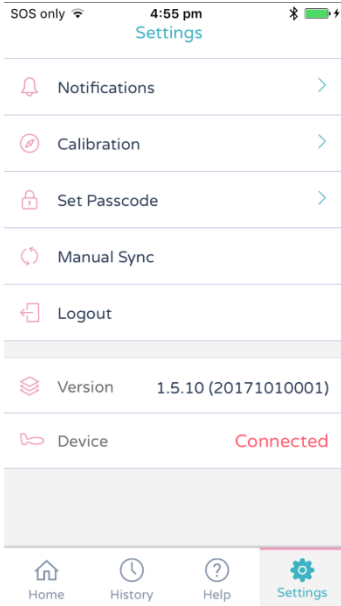 SOS only 4:55 pm
Settings
Notifications
Calibration
Set Passcode
Manual Sync
Logout
Version 1.5.10 (20171010001)
Device Connected
Home History Help Settings